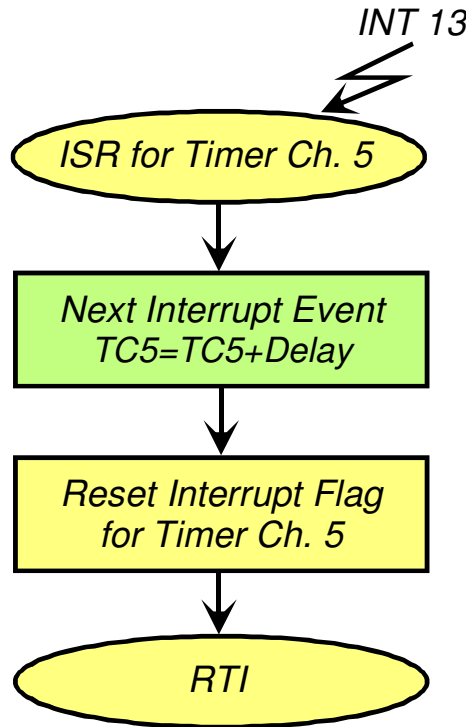 INT 13
ISR for Timer Ch. 5
Next Interrupt Event
TC5=TC5+Delay
Reset Interrupt Flag
for Timer Ch. 5
RTI